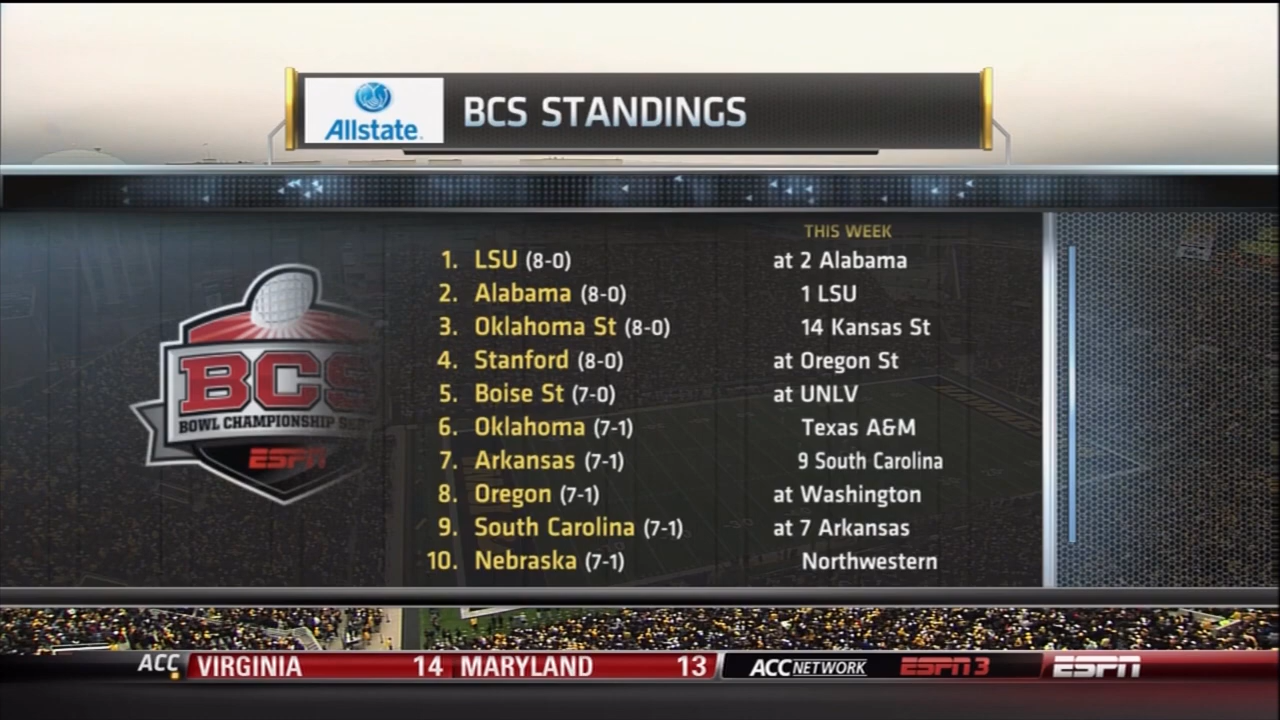 Allstate. BCS STANDINGS
THIS WEEK
1. LSU (8-0) at 2 Alabama
2. Alabama (8-0) 1 LSU
3. Oklahoma St (8-0) 14 Kansas St
4. Stanford (8-0) at Oregon St
5. Boise St (7-0) at UNLV
6. Oklahoma (7-1) Texas A&M
7. Arkansas (7-1) 9 South Carolina
8. Oregon (7-1) at Washington
9. South Carolina (7-1) at 7 Arkansas
10. Nebraska (7-1) Northwestern
BCS
BOWL CHAMPIONSHIP SE
ESPN
ACC VIRGINIA 14 MARYLAND 13 ACC NETWORK ESPN3 ESPN